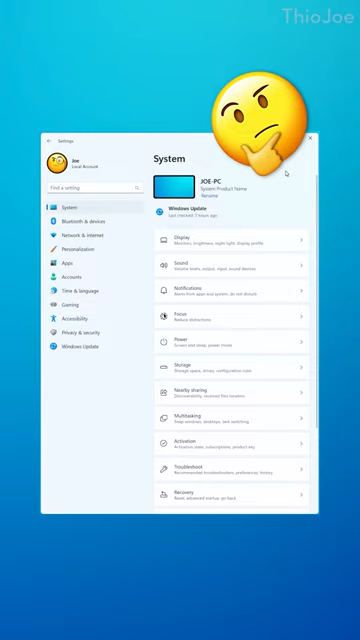 ThioJoe
Settings
Joe
Local Account
Find a setting
System
Bluetooth & devices
Network & internet
Personalization
Apps
Accounts
Time & language
Gaming
Accessibility
Privacy & security
Windows Update
System
JOE-PC
System Product Name
Rename
Windows Update
Last checked: 7 hours ago
Display
Monitors, brightness, night light, display profile
Sound
Volume levels, output, input, sound devices
Notifications
Alerts from apps and system, do not disturb
Focus
Reduce distractions
Power
Screen and sleep, power mode
Storage
Storage space, drives, configuration rules
Nearby sharing
Discoverability, received files location
Multitasking
Snap windows, desktops, task switching
Activation
Activation state, subscriptions, product key
Troubleshoot
Recommended troubleshooters, preferences, history
Recovery
Reset, advanced startup, go back